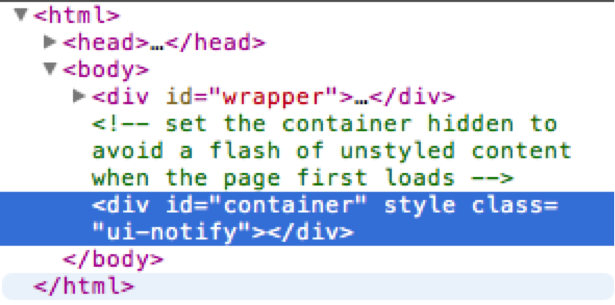 ▼<html>
▶<head>…</head>
▼<body>
▶<div id="wrapper">…</div>
<!-- set the container hidden to
avoid a flash of unstyled content
when the page first loads -->
<div id="container" style class=
"ui-notify"></div>
</body>
</html>